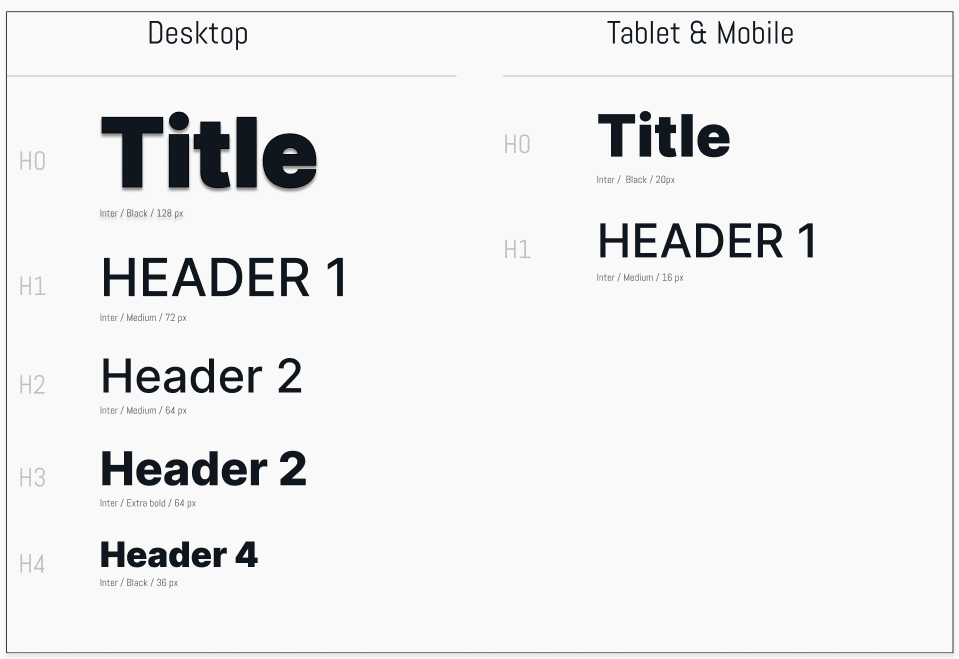 Desktop
H0
Title
Inter / Black / 128 px
H1
HEADER 1
Inter / Medium / 72 px
H2
Header 2
Inter / Medium / 64 px
H3
Header 2
Inter / Extra bold / 64 px
H4
Header 4
Inter / Black / 36 px
Tablet & Mobile
H0
Title
Inter / Black / 20px
H1
HEADER 1
Inter / Medium / 16 px